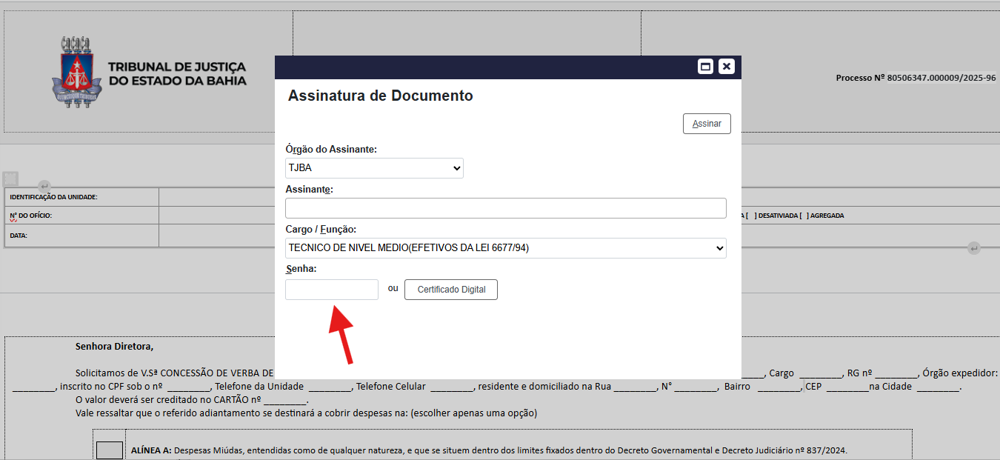 TRIBUNAL DE JUSTIÇA
DO ESTADO DA BAHIA
Processo Nº 80506347.000009/2025-96
Assinatura de Documento
Assinar
Órgão do Assinante:
TJBA
Assinante:
Cargo / Função:
TECNICO DE NIVEL MEDIO(EFETIVOS DA LEI 6677/94)
Senha:
ou
Certificado Digital
IDENTIFICAÇÃO DA UNIDADE:
N° DO OFÍCIO:
A [ ] DESATIVADA [ ] AGREGADA
DATA:
Senhora Diretora,
Solicitamos de V.Sª CONCESSÃO DE VERBA DE _____, Cargo ________, RG nº ________, Órgão expedidor:
________, inscrito no CPF sob o nº ________, Telefone da Unidade ________, Telefone Celular ________, residente e domiciliado na Rua ________, N° ________, Bairro ________, CEP ________na Cidade ________.
O valor deverá ser creditado no CARTÃO nº ________.
Vale ressaltar que o referido adiantamento se destinará a cobrir despesas na: (escolher apenas uma opção)
ALÍNEA A: Despesas Miúdas, entendidas como de qualquer natureza, e que se situem dentro dos limites fixados dentro do Decreto Governamental e Decreto Judiciário nº 837/2024.